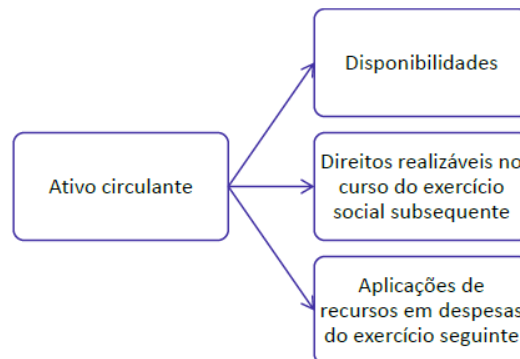 Disponibilidades
Ativo circulante
Direitos realizáveis no
curso do exercício
social subsequente
Aplicações de
recursos em despesas
do exercício seguinte